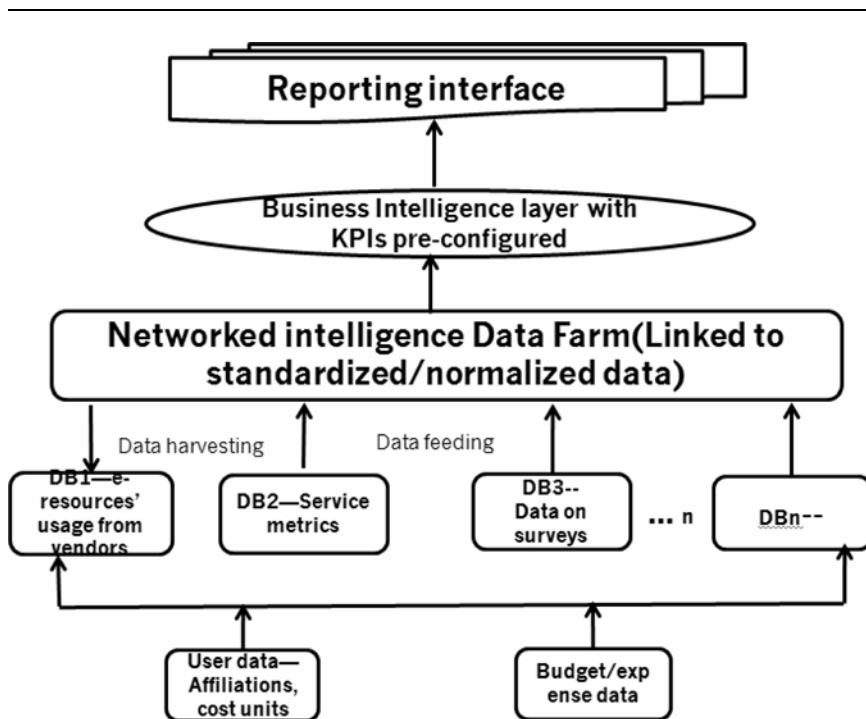 Reporting interface
Business Intelligence layer with
KPIs pre-configured
Networked intelligence Data Farm(Linked to
standardized/normalized data)
Data harvesting
Data feeding
DB1—e-
resources’
usage from
vendors
DB2—Service
metrics
DB3--
Data on
surveys
... n
DBn--
User data—
Affiliations,
cost units
Budget/exp
ense data